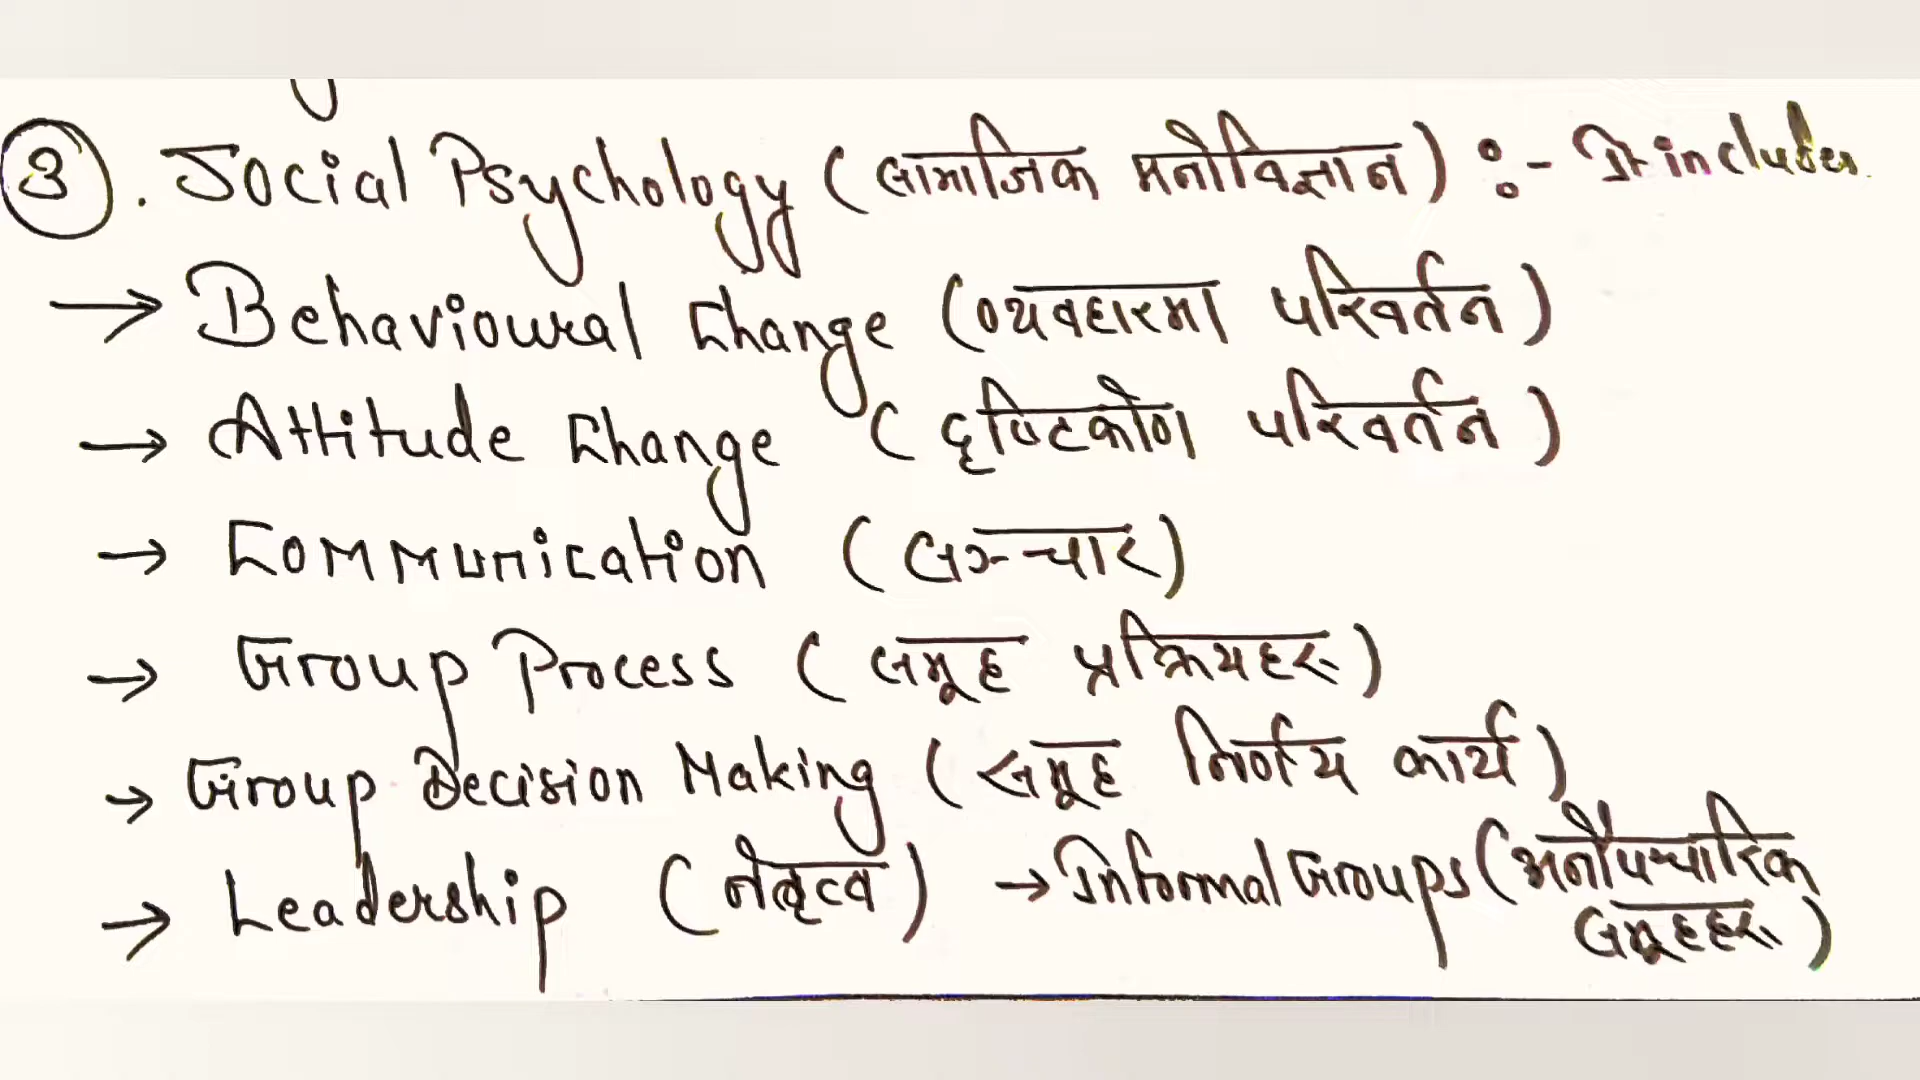 3. Social Psychology (सामाजिक मनोविज्ञान) :- It includes.
→ Behavioural Change (व्यवहारमा परिवर्तन)
→ Attitude Change (दृष्टिकोण परिवर्तन)
→ Communication (सञ्चार)
→ Group Process (समूह प्रक्रियहरू)
→ Group Decision Making (समूह निर्णय कार्य)
→ Leadership (नेतृत्व) → Informal Groups (अनौपचारिक
समूहहरू)